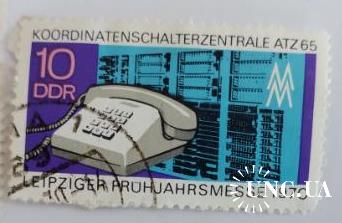 KOORDINATENSCHALTERZENTRALE ATZ 65
10
DDR
LEIPZIGER FRÜHJAHRSMESSE